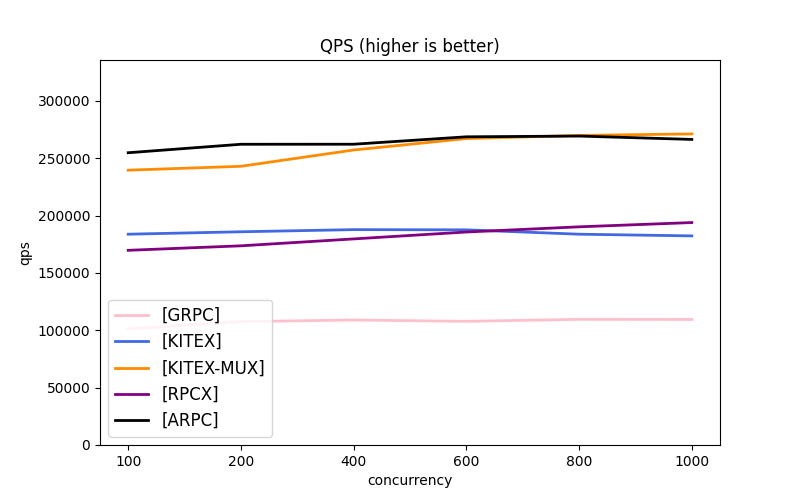 QPS (higher is better)
qps
300000
250000
200000
150000
100000
50000
0
[GRPC]
[KITEX]
[KITEX-MUX]
[RPCX]
[ARPC]
100 200 400 600 800 1000
concurrency